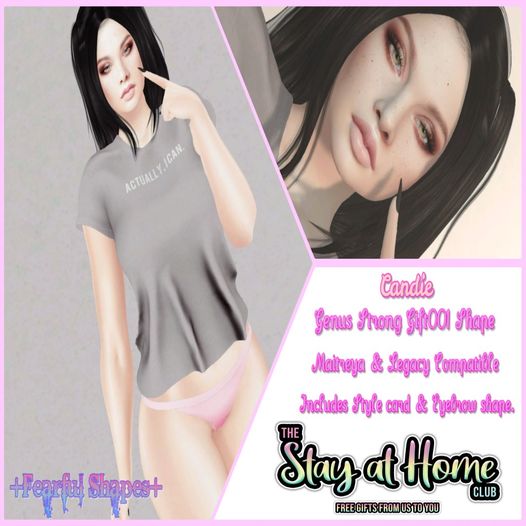 ACTUALLY, I CAN.
Candie
Genus Strong Gift001 Shape
Maitreya & Legacy Compatible
Includes Style card & Eyebrow shape.
THE
Stay at Home
CLUB
FREE GIFTS FROM US TO YOU
+Fearful Shapes+